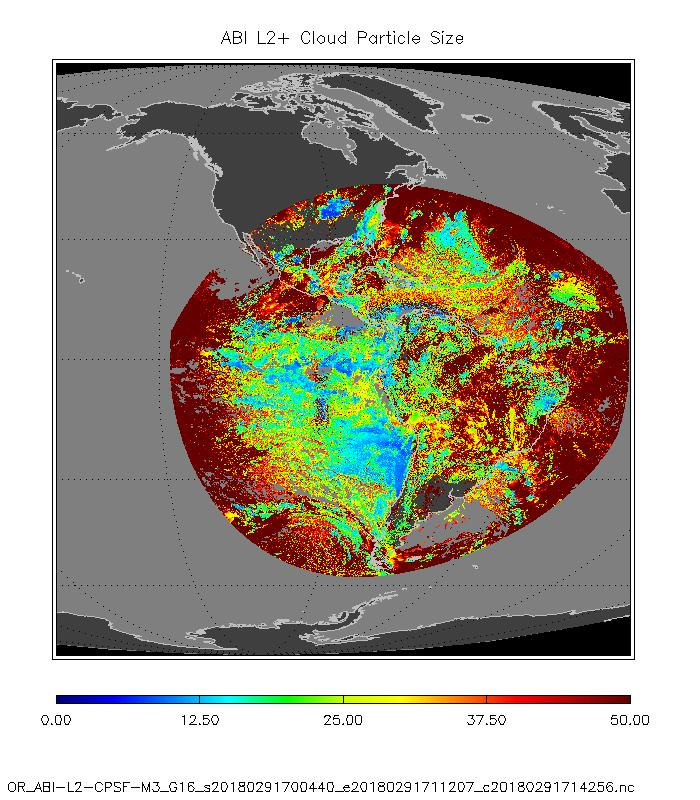 ABI L2+ Cloud Particle Size
0.00 12.50 25.00 37.50 50.00
OR_ABI-L2-CPSF-M3_G16_s20180291700440_e20180291711207_c20180291714256.nc